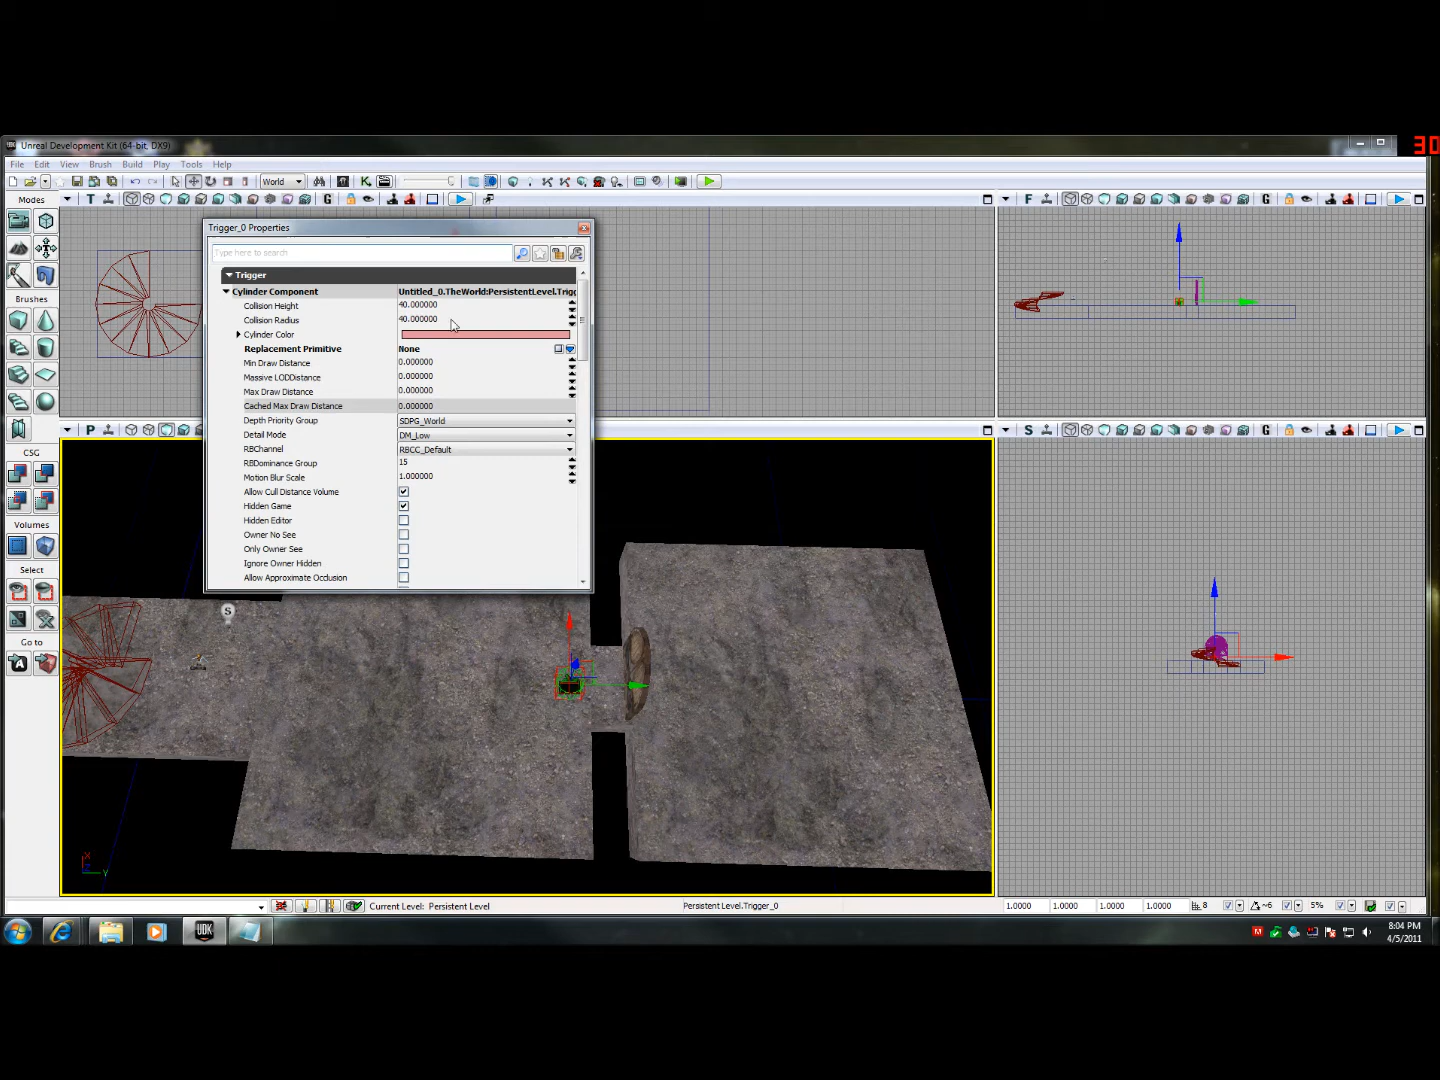 Unreal Development Kit (64-bit, DX9)
30
File Edit View Brush Build Play Tools Help
World
Modes
T G
F G
Trigger_0 Properties
Type here to search
Trigger
Cylinder Component Untitled_0.TheWorld:PersistentLevel.Trigg
Collision Height 40.000000
Collision Radius 40.000000
Cylinder Color
Replacement Primitive None
Min Draw Distance 0.000000
Massive LODDistance 0.000000
Max Draw Distance 0.000000
Cached Max Draw Distance 0.000000
Depth Priority Group SDPG_World
Detail Mode DM_Low
RBChannel RBCC_Default
RBDominance Group 15
Motion Blur Scale 1.000000
Allow Cull Distance Volume
Hidden Game
Hidden Editor
Owner No See
Only Owner See
Ignore Owner Hidden
Allow Approximate Occlusion
Brushes
CSG
Volumes
Select
Go to
P
S G
S
X
Z Y
Current Level: Persistent Level
Persistent Level.Trigger_0
1.0000 1.0000 1.0000 1.0000 8 ~6 5%
UDK
8:04 PM
4/5/2011